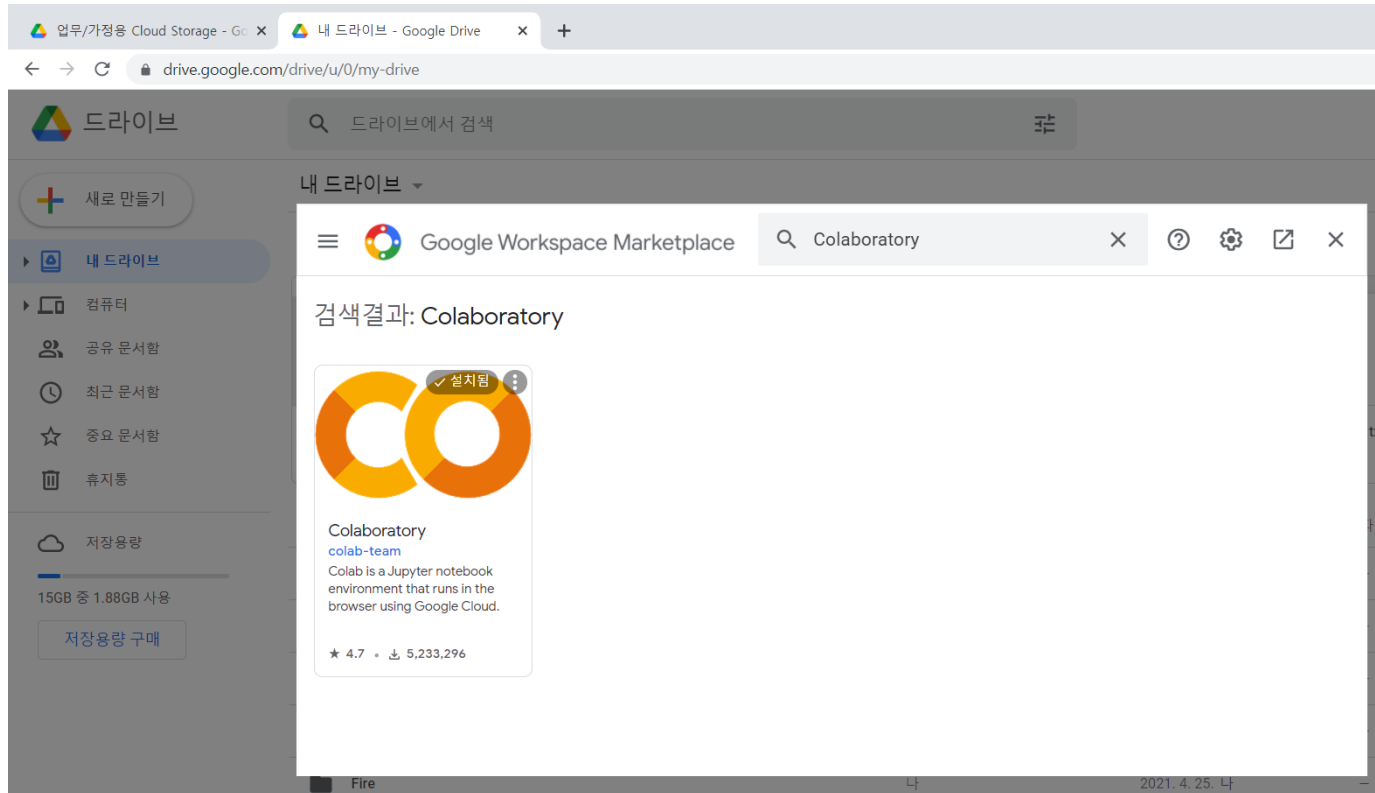 업무/가정용 Cloud Storage - Go
내 드라이브 - Google Drive
drive.google.com/drive/u/0/my-drive
드라이브
드라이브에서 검색
새로 만들기
내 드라이브
내 드라이브
컴퓨터
공유 문서함
최근 문서함
중요 문서함
휴지통
저장용량
15GB 중 1.88GB 사용
저장용량 구매
Google Workspace Marketplace
Colaboratory
검색결과: Colaboratory
설치됨
Colaboratory
colab-team
Colab is a Jupyter notebook
environment that runs in the
browser using Google Cloud.
4.7
5,233,296
Fire 나 2021. 4. 25. 나 –